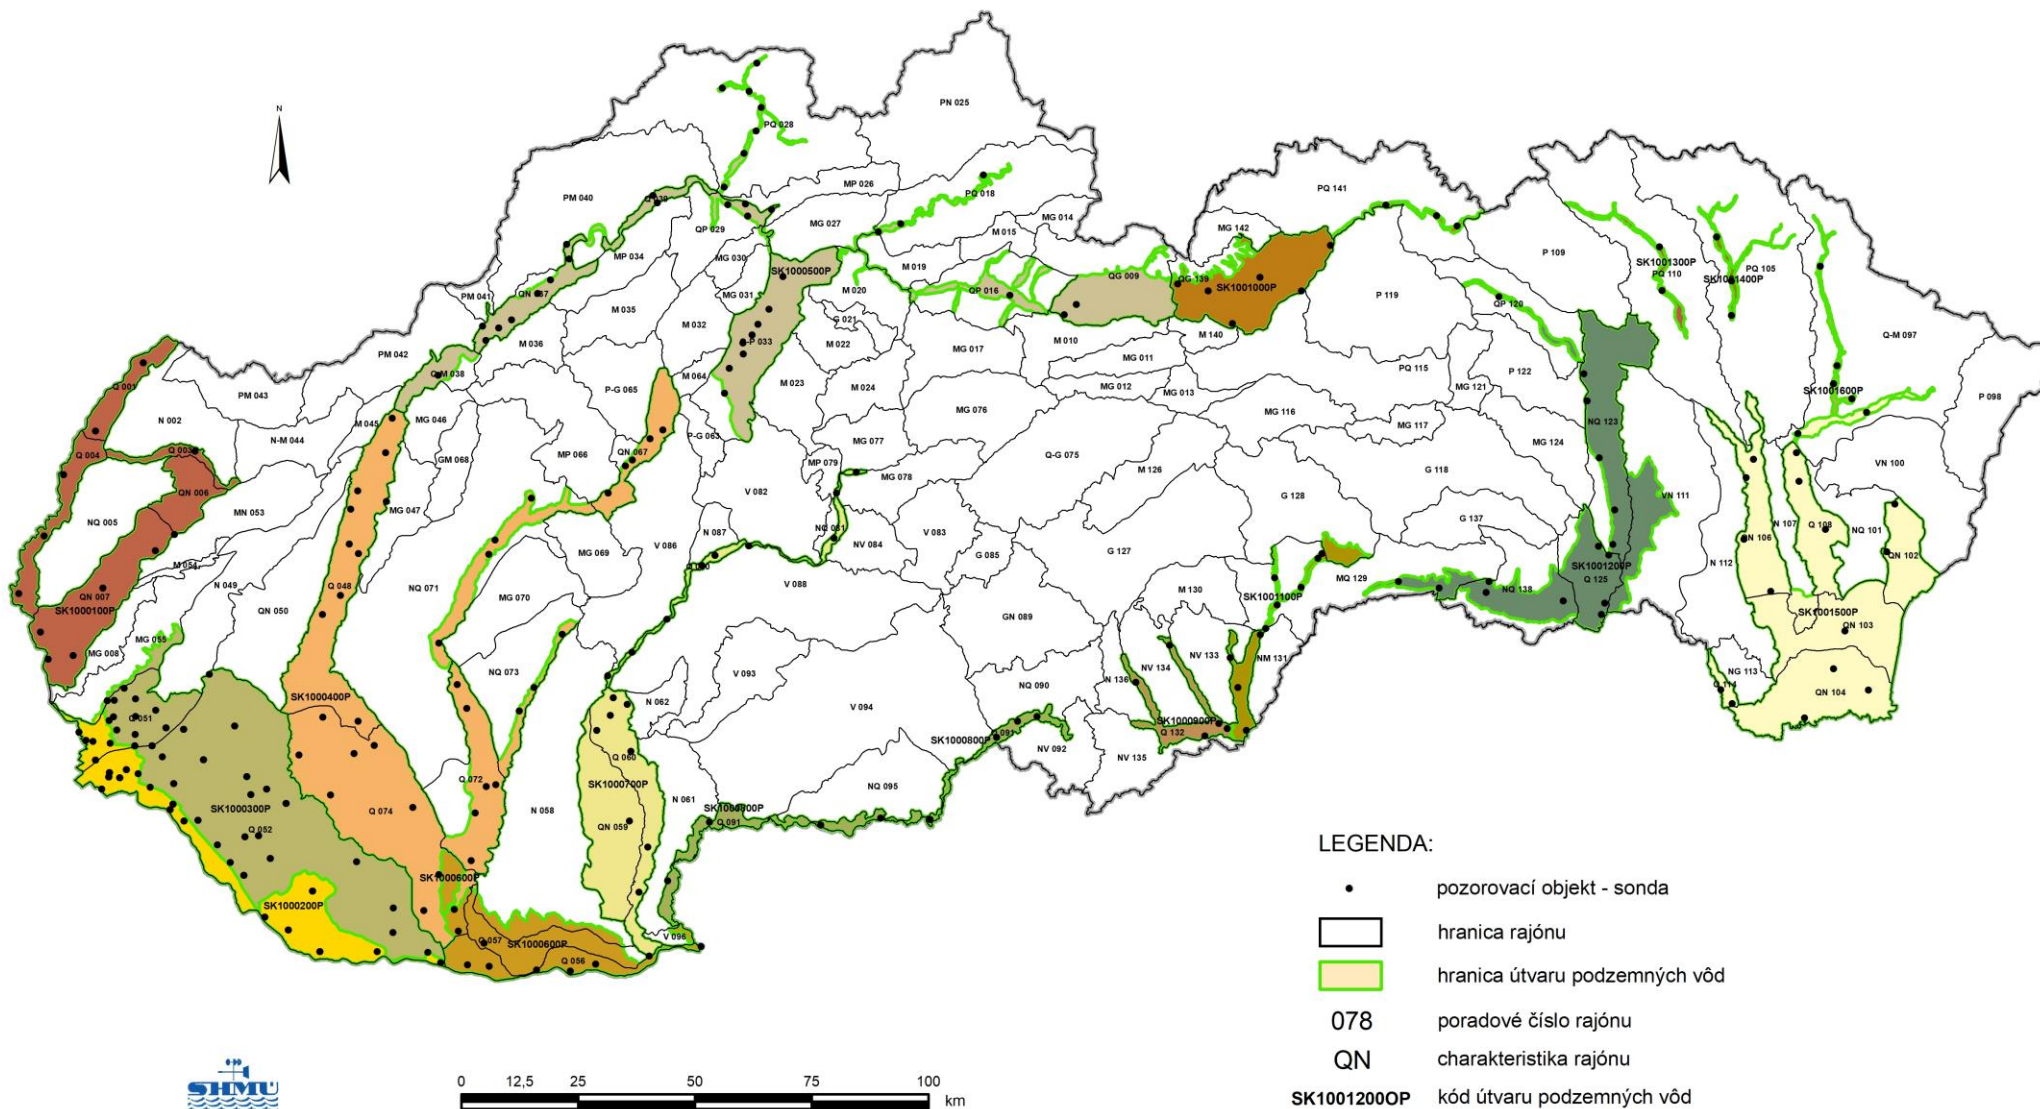 N
PN 025
PQ 028
MP 026
PQ 018
PM 040
Q 039
QP 029
MG 027
MG 014
M 015
PQ 141
MG 142
P 109
SK1001300P
PQ 110
SK1001400P
PQ 105
MP 034
MG 030
SK1000500P
M 019
M 020
QG 009
QG 139
SK1001000P
QP 016
P 119
QP 120
Q-M 097
PM 041
QN 037
MG 031
M 035
M 032
G 021
M 022
M 036
MG 017
M 010
M 140
MG 011
PM 042
Q 001
PM 043
M 064
M 023
M 024
MG 012
MG 013
PQ 115
MG 121
P 122
SK1001600P
P 098
P-G 065
MG 076
MG 116
MG 117
NQ 123
MG 124
N 002
N-M 044
M 045
MG 046
P-G 063
MG 077
Q 004
Q 003
QN 067
MP 066
GM 068
MP 079
MG 078
Q-G 075
M 126
G 118
VN 100
QN 006
MN 053
MG 047
V 082
G 128
VN 111
NQ 005
N 087
V 083
NV 084
G 137
N 107
Q 108
NQ 101
QN 102
M 054
N 049
MG 069
V 086
G 085
G 127
SK1001200P
Q 125
N 112
QN 007
SK1000100P
Q 048
NQ 071
MG 070
V 088
M 130
SK1001100P
MQ 129
NQ 138
SK1001500P
QN 103
QN 050
MG 055
MG 008
GN 089
NV 133
NM 131
NV 134
N 136
NG 113
Q 114
QN 104
NQ 073
V 093
NQ 090
SK1000400P
N 062
V 094
Q 051
SK1000900P
Q 132
SK1000800P
Q 091
NV 092
NV 135
Q 060
SK1000700P
Q 072
N 058
N 061
NQ 095
SK1000300P
Q 052
Q 074
QN 059
Q 091
SK1000600P
SK1000200P
V 096
Q 057
SK1000600P
Q 056
LEGENDA:
pozorovací objekt - sonda
hranica rajónu
hranica útvaru podzemných vôd
078 poradové číslo rajónu
QN charakteristika rajónu
SK1001200OP kód útvaru podzemných vôd
SHMÚ
0 12,5 25 50 75 100
km